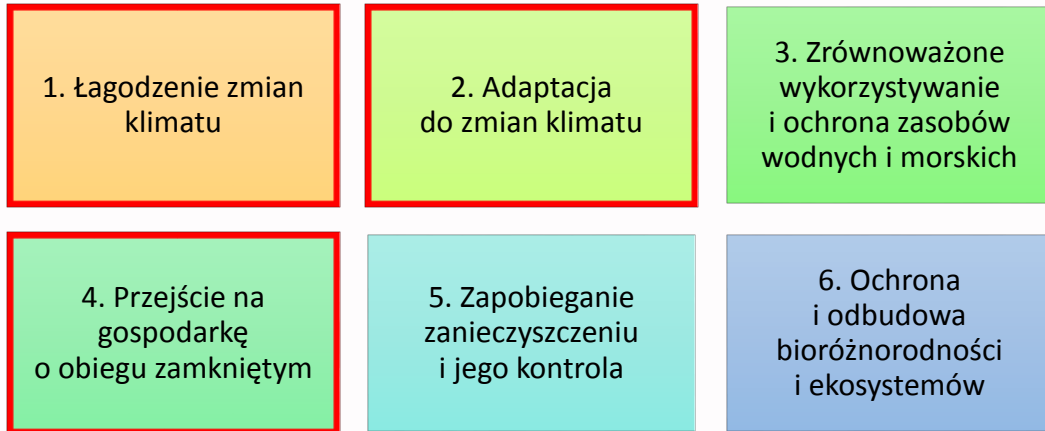 1. Łagodzenie zmian
klimatu
2. Adaptacja
do zmian klimatu
3. Zrównoważone
wykorzystywanie
i ochrona zasobów
wodnych i morskich
4. Przejście na
gospodarkę
o obiegu zamkniętym
5. Zapobieganie
zanieczyszczeniu
i jego kontrola
6. Ochrona
i odbudowa
bioróżnorodności
i ekosystemów